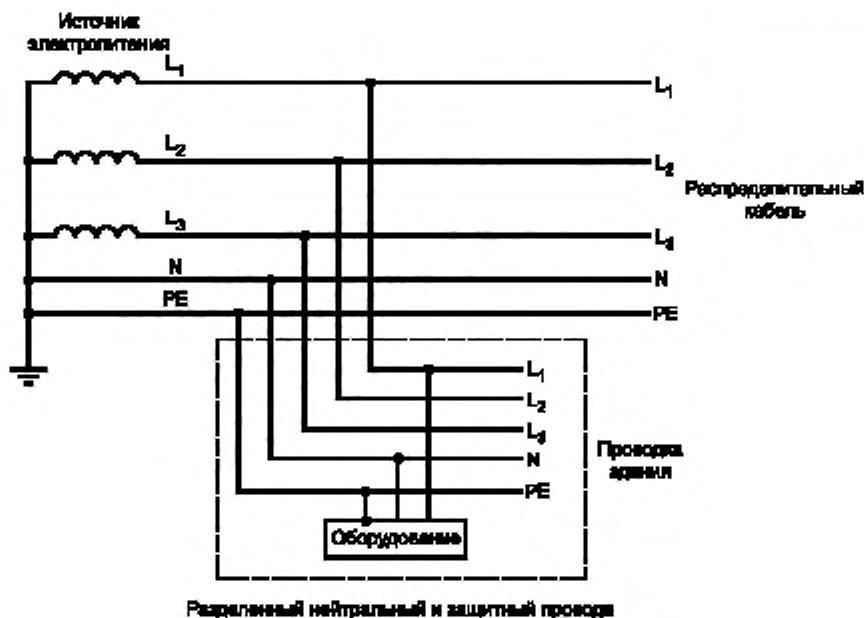 Источник
электропитания
L1
L1
L2
L2
Распределительный
кабель
L3
L3
N
N
PE
PE
L1
L2
L3
N
PE
Проводка
здания
Оборудование
Разделенный нейтральный и защитный провода